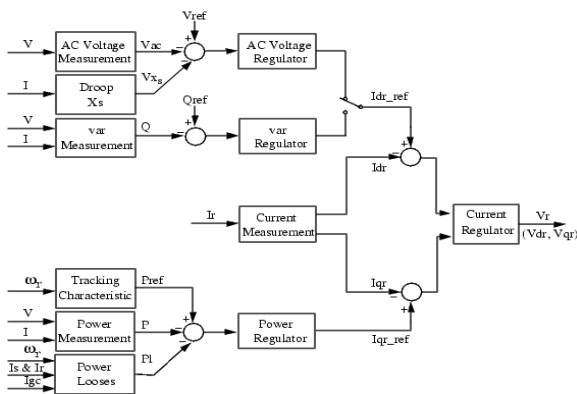 Vref
V
AC Voltage
Measurement
Vac
+
−
−
AC Voltage
Regulator
I
Droop
Xs
Vxs
Idr_ref
V
I
var
Measurement
Q
Qref
+
−
var
Regulator
+
−
Idr
Ir
Current
Measurement
Current
Regulator
Vr
(Vdr, Vqr)
ωr
Tracking
Characteristic
Pref
Iqr
−
+
V
I
Power
Measurement
P
+
−
−
Power
Regulator
Iqr_ref
ωr
Is & Ir
Igc
Power
Looses
Pl